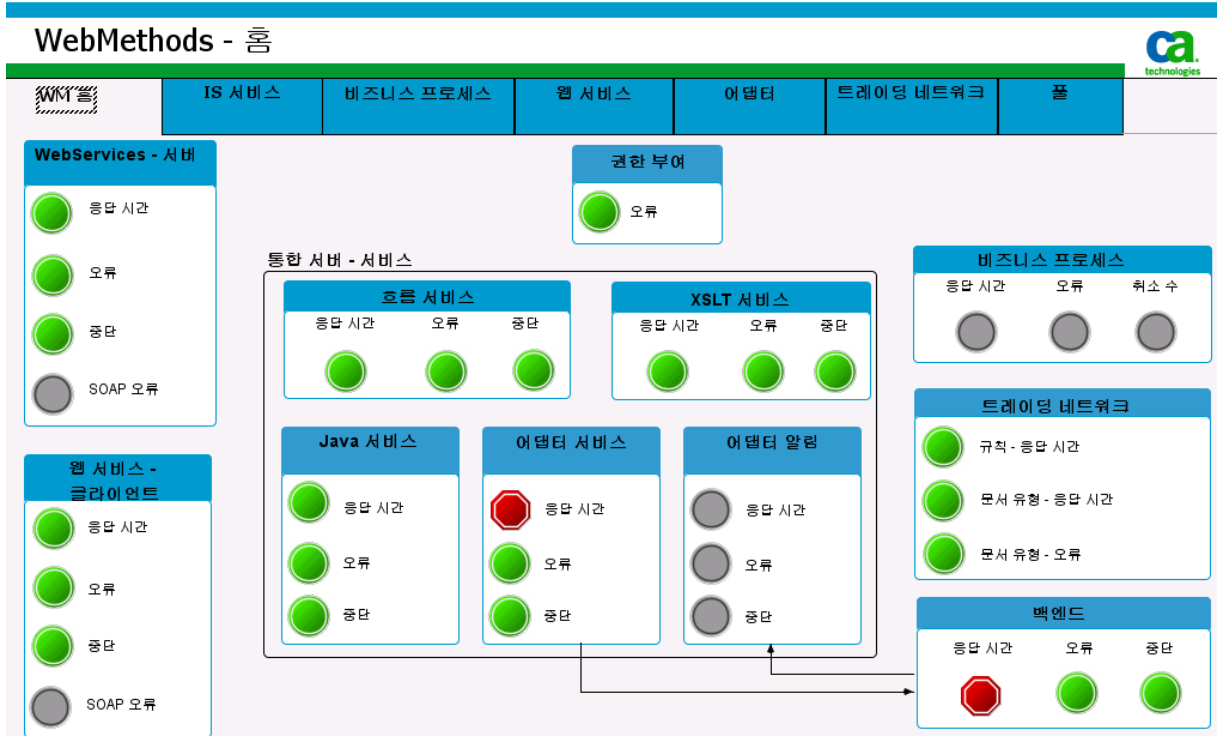 WebMethods - 홈
ca
technologies
WM 홈
IS 서비스
비즈니스 프로세스
웹 서비스
어댑터
트레이딩 네트워크
풀
WebServices - 서버
응답 시간
오류
중단
SOAP 오류
권한 부여
오류
통합 서버 - 서비스
흐름 서비스
응답 시간
오류
중단
XSLT 서비스
응답 시간
오류
중단
비즈니스 프로세스
응답 시간
오류
취소 수
Java 서비스
응답 시간
오류
중단
어댑터 서비스
응답 시간
오류
중단
어댑터 알림
응답 시간
오류
중단
트레이딩 네트워크
규칙 - 응답 시간
문서 유형 - 응답 시간
문서 유형 - 오류
웹 서비스 -
클라이언트
응답 시간
오류
중단
SOAP 오류
백엔드
응답 시간
오류
중단